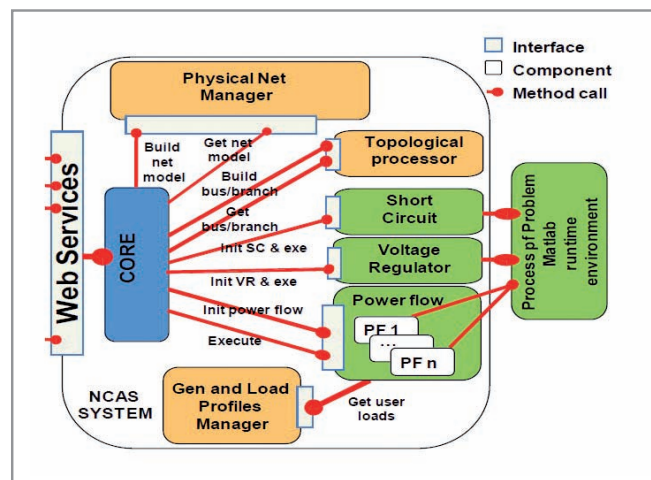 Interface
Component
Method call
Physical Net
Manager
Build
net
model
Get net
model
Topological
processor
Build
bus/branch
Get
bus/branch
Short
Circuit
Init SC & exe
Voltage
Regulator
Init VR & exe
Web Services
CORE
Init power flow
Execute
Power flow
PF 1
...
PF n
Process pf Problem
Matlab
runtime
environment
Gen and Load
Profiles
Manager
Get user
loads
NCAS
SYSTEM